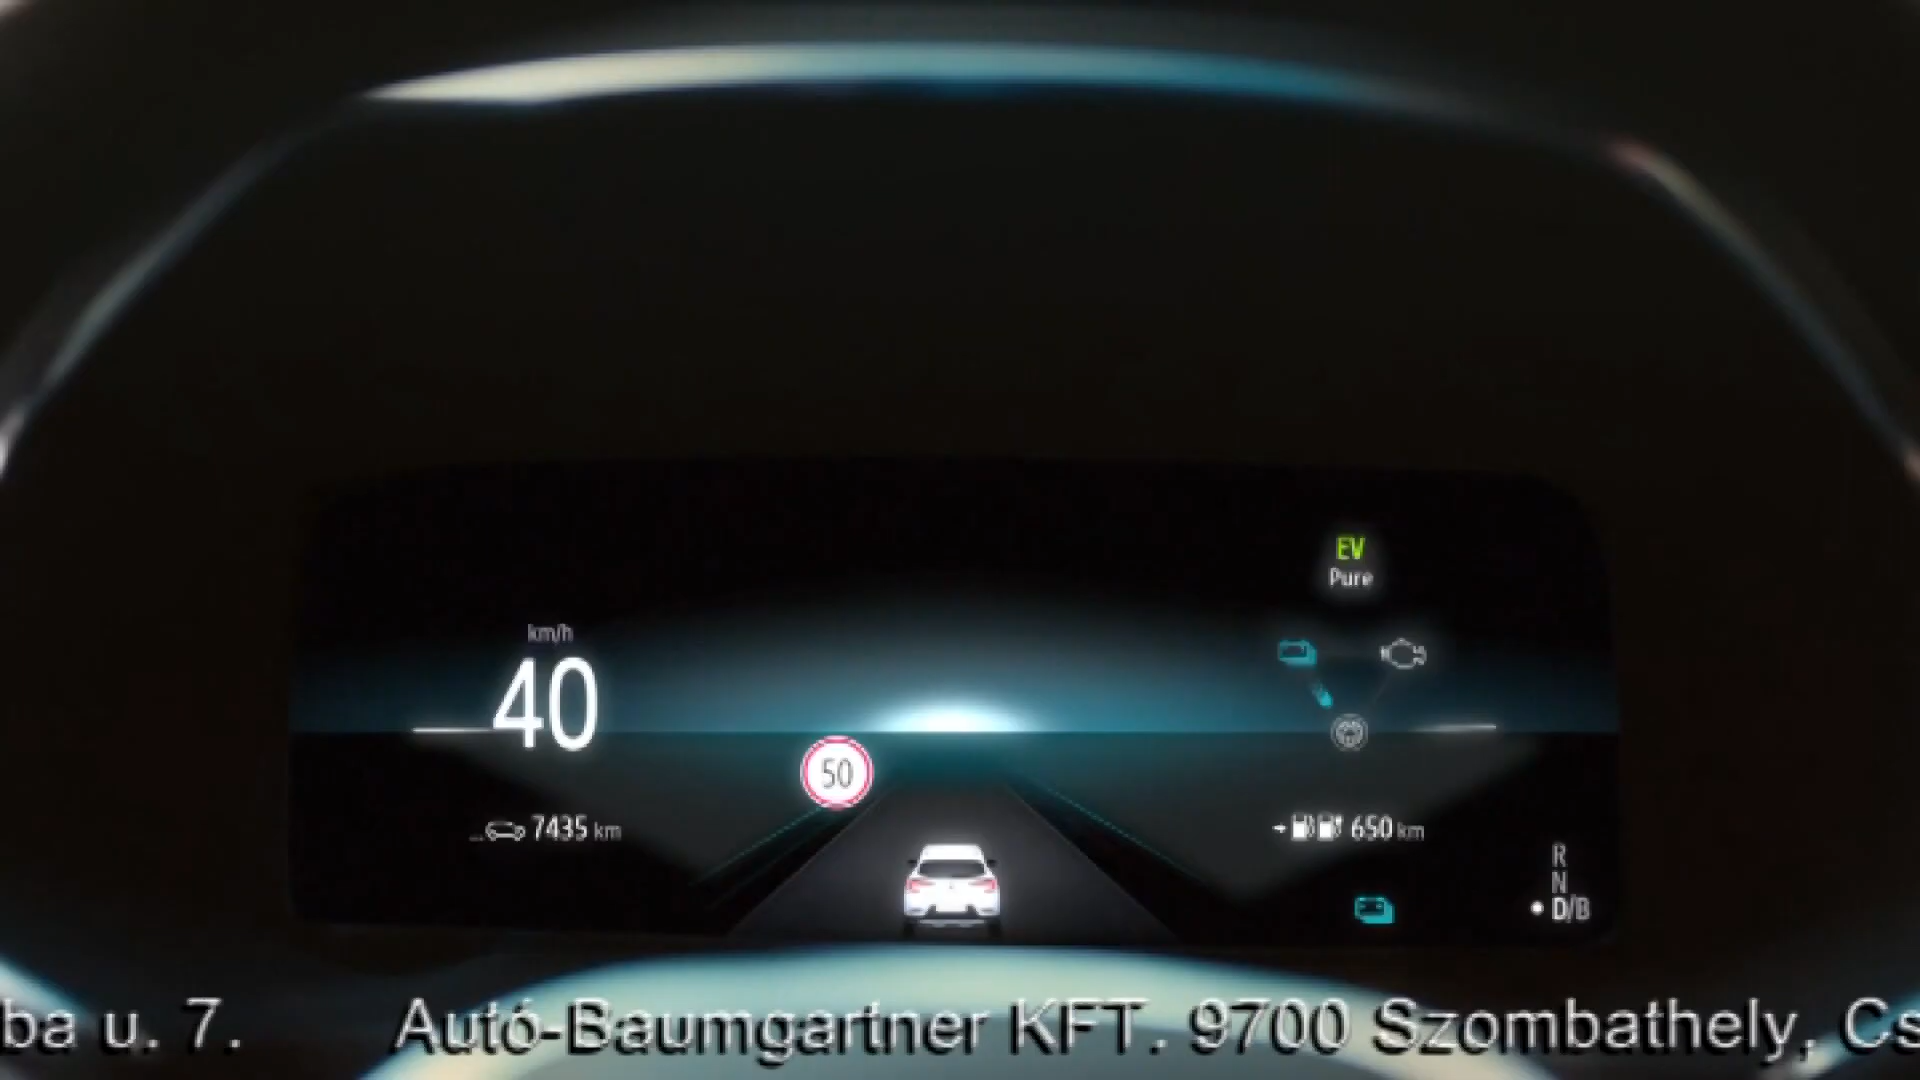 EV
Pure
km/h
40
50
7435 km
650 km
R
N
D/B
ba u. 7. Autó-Baumgartner KFT. 9700 Szombathely, Cs